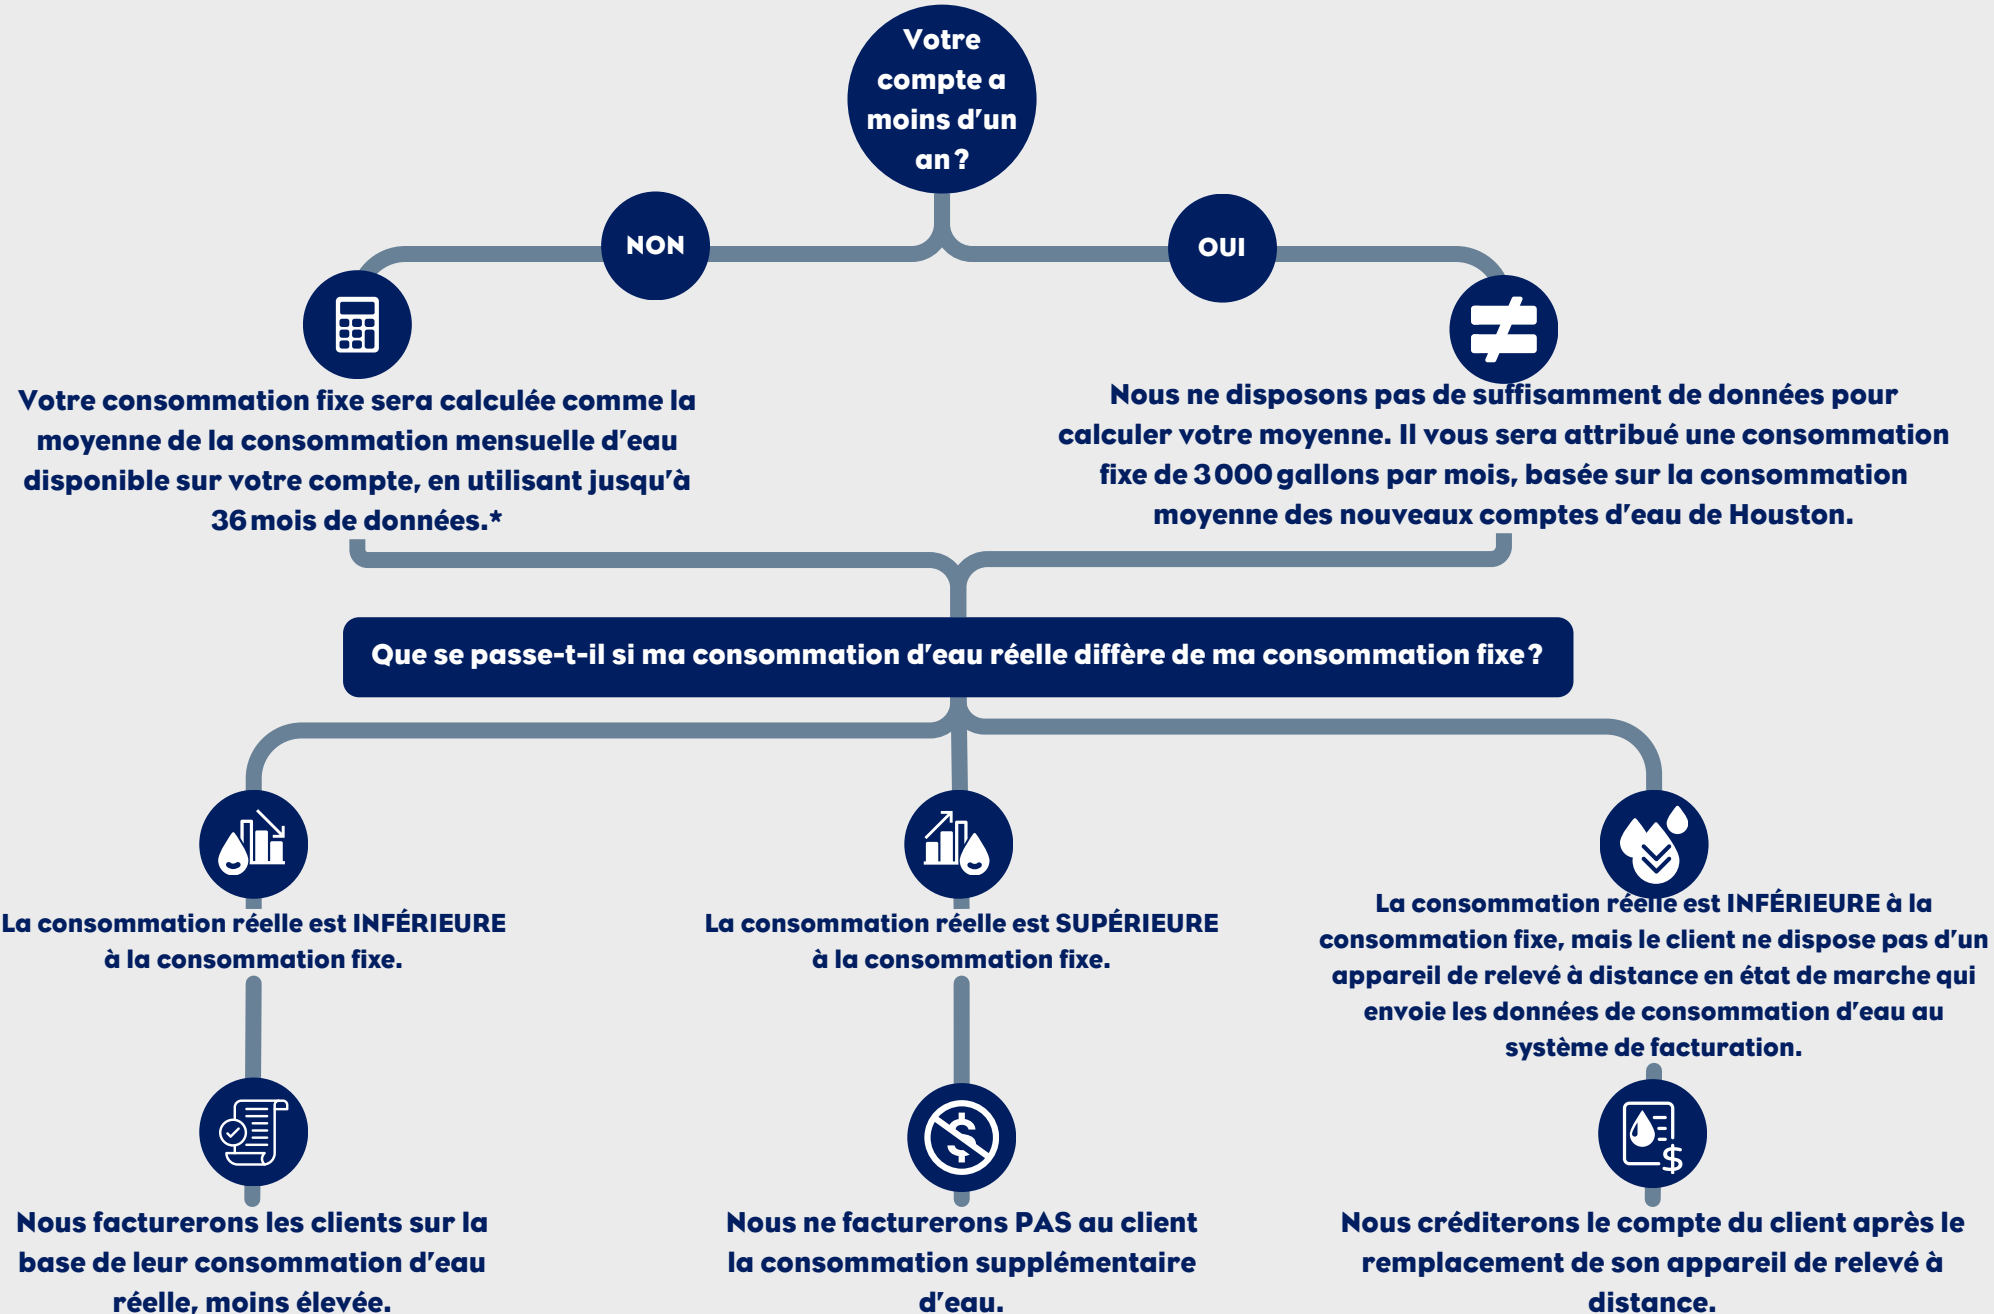 Votre
compte a
moins d'un
an ?
NON
OUI
Votre consommation fixe sera calculée comme la
moyenne de la consommation mensuelle d'eau
disponible sur votre compte, en utilisant jusqu'à
36 mois de données.*
Nous ne disposons pas de suffisamment de données pour
calculer votre moyenne. Il vous sera attribué une consommation
fixe de 3 000 gallons par mois, basée sur la consommation
moyenne des nouveaux comptes d'eau de Houston.
Que se passe-t-il si ma consommation d'eau réelle diffère de ma consommation fixe ?
La consommation réelle est INFÉRIEURE
à la consommation fixe.
La consommation réelle est SUPÉRIEURE
à la consommation fixe.
La consommation réelle est INFÉRIEURE à la
consommation fixe, mais le client ne dispose pas d'un
appareil de relevé à distance en état de marche qui
envoie les données de consommation d'eau au
système de facturation.
Nous facturerons les clients sur la
base de leur consommation d'eau
réelle, moins élevée.
Nous ne facturerons PAS au client
la consommation supplémentaire
d'eau.
Nous créditerons le compte du client après le
remplacement de son appareil de relevé à
distance.